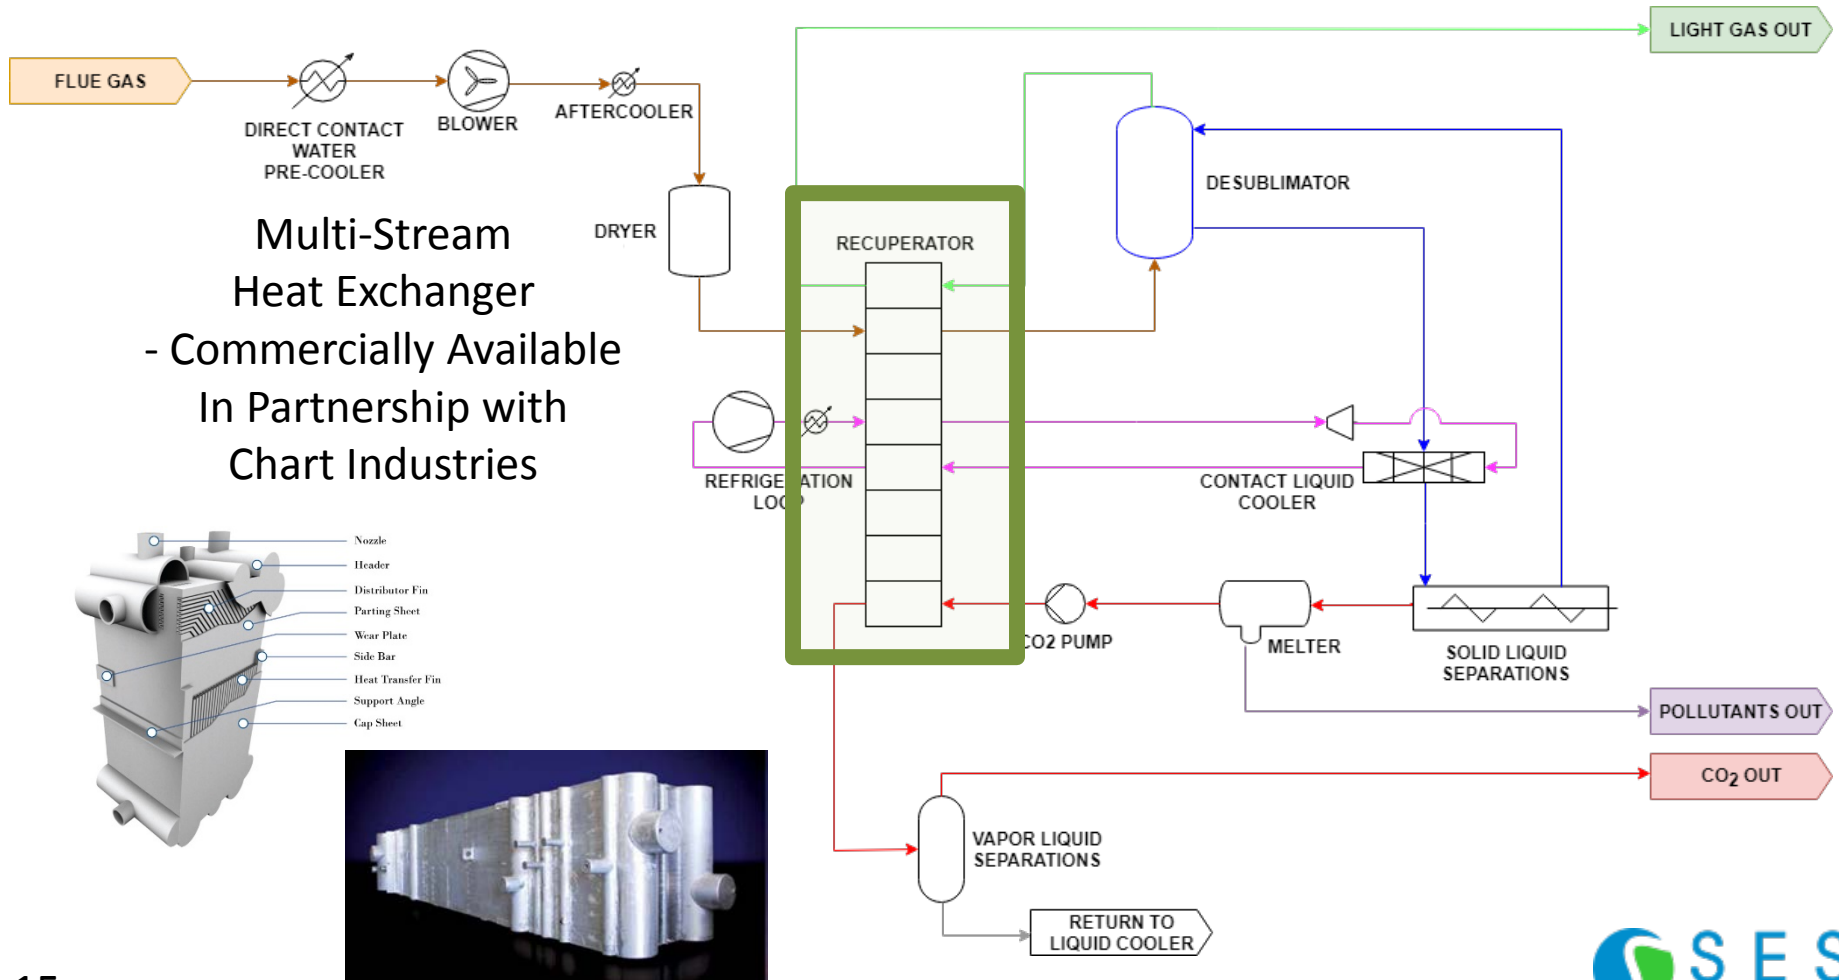 LIGHT GAS OUT
FLUE GAS
DIRECT CONTACT
WATER
PRE-COOLER
BLOWER
AFTERCOOLER
DRYER
DESUBLIMATOR
RECUPERATOR
Multi-Stream
Heat Exchanger
- Commercially Available
In Partnership with
Chart Industries
CONTACT LIQUID
COOLER
CO2 PUMP
MELTER
SOLID LIQUID
SEPARATIONS
Nozzle
Header
Distributor Fin
Parting Sheet
Wear Plate
Side Bar
Heat Transfer Fin
Support Angle
Cap Sheet
POLLUTANTS OUT
CO2 OUT
VAPOR LIQUID
SEPARATIONS
RETURN TO
LIQUID COOLER
SES